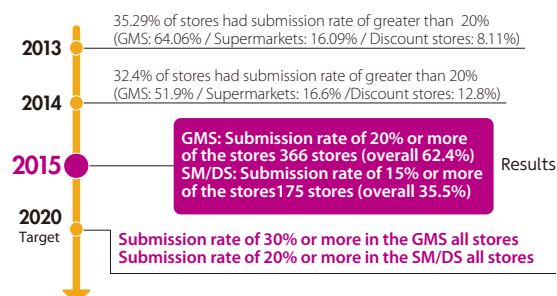 35.29% of stores had submission rate of greater than 20%
2013
(GMS: 64.06% / Supermarkets: 16.09% / Discount stores: 8.11%)
32.4% of stores had submission rate of greater than 20%
2014
(GMS: 51.9% / Supermarkets: 16.6% /Discount stores: 12.8%)
GMS: Submission rate of 20% or more
of the stores 366 stores (overall 62.4%)
2015
SM/DS: Submission rate of 15% or more
of the stores175 stores (overall 35.5%)
Results
2020
Target
Submission rate of 30% or more in the GMS all stores
Submission rate of 20% or more in the SM/DS all stores